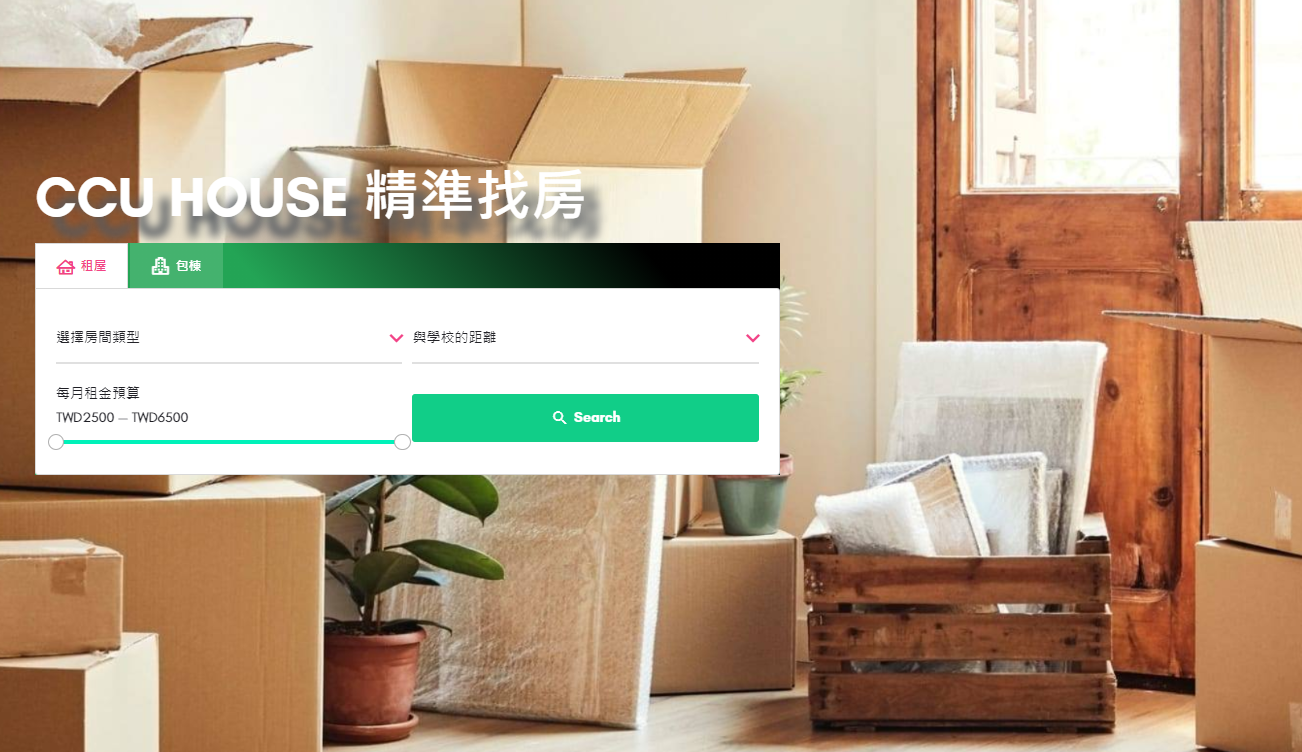 CCU HOUSE 精準找房
租屋
包棟
選擇房間類型
與學校的距離
每月租金預算
TWD2500 — TWD6500
Search